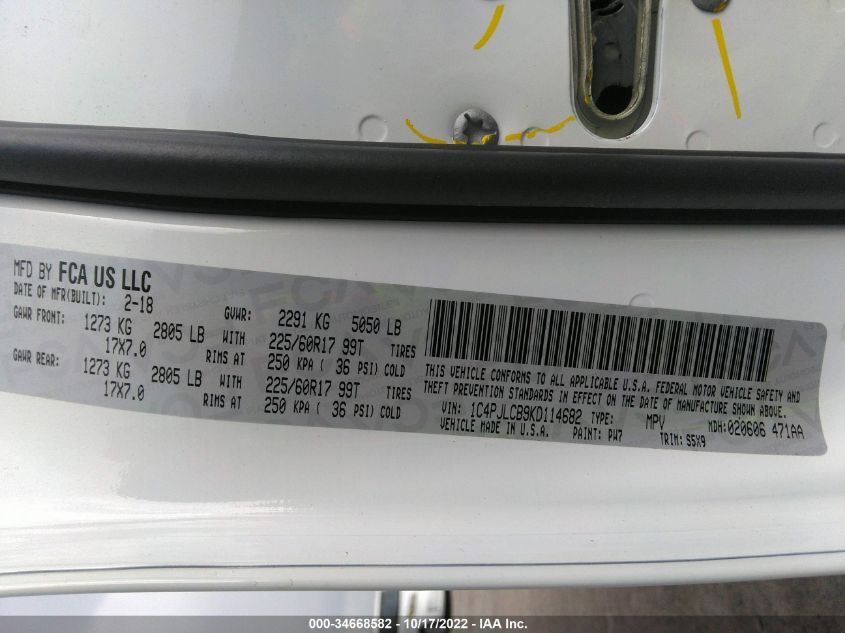 MFD BY FCA US LLC
DATE OF MFR(BUILT): 2-18 GVWR: 2291 KG 5050 LB
GAWR FRONT: 1273 KG 2805 LB WITH 225/60R17 99T TIRES
17X7.0 RIMS AT 250 KPA ( 36 PSI) COLD
GAWR REAR: 1273 KG 2805 LB WITH 225/60R17 99T TIRES
17X7.0 RIMS AT 250 KPA ( 36 PSI) COLD
THIS VEHICLE CONFORMS TO ALL APPLICABLE U.S.A. FEDERAL MOTOR VEHICLE SAFETY AND
THEFT PREVENTION STANDARDS IN EFFECT ON THE DATE OF MANUFACTURE SHOWN ABOVE.
VIN: 1C4PJLCB9KD114682 TYPE: MPV MDH:020606 471AA
VEHICLE MADE IN U.S.A. PAINT: PW7 TRIM: S5X9
000-34668582 - 10/17/2022 - IAA Inc.